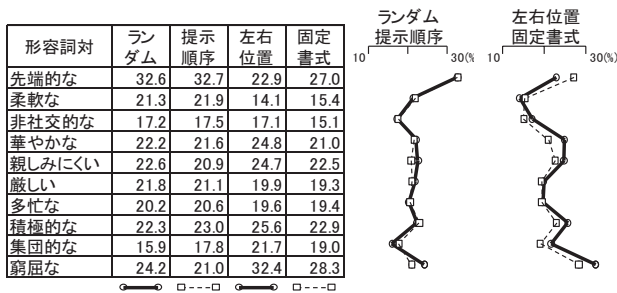 形容詞対 ラン
ダム 提示
順序 左右
位置 固定
書式
先端的な 32.6 32.7 22.9 27.0
柔軟な 21.3 21.9 14.1 15.4
非社交的な 17.2 17.5 17.1 15.1
華やかな 22.2 21.6 24.8 21.0
親しみにくい 22.6 20.9 24.7 22.5
厳しい 21.8 21.1 19.9 19.3
多忙な 20.2 20.6 19.6 19.4
積極的な 22.3 23.0 25.6 22.9
集団的な 15.9 17.8 21.7 19.0
窮屈な 24.2 21.0 32.4 28.3
ランダム
提示順序
10 30(%)
左右位置
固定書式
10 30(%)